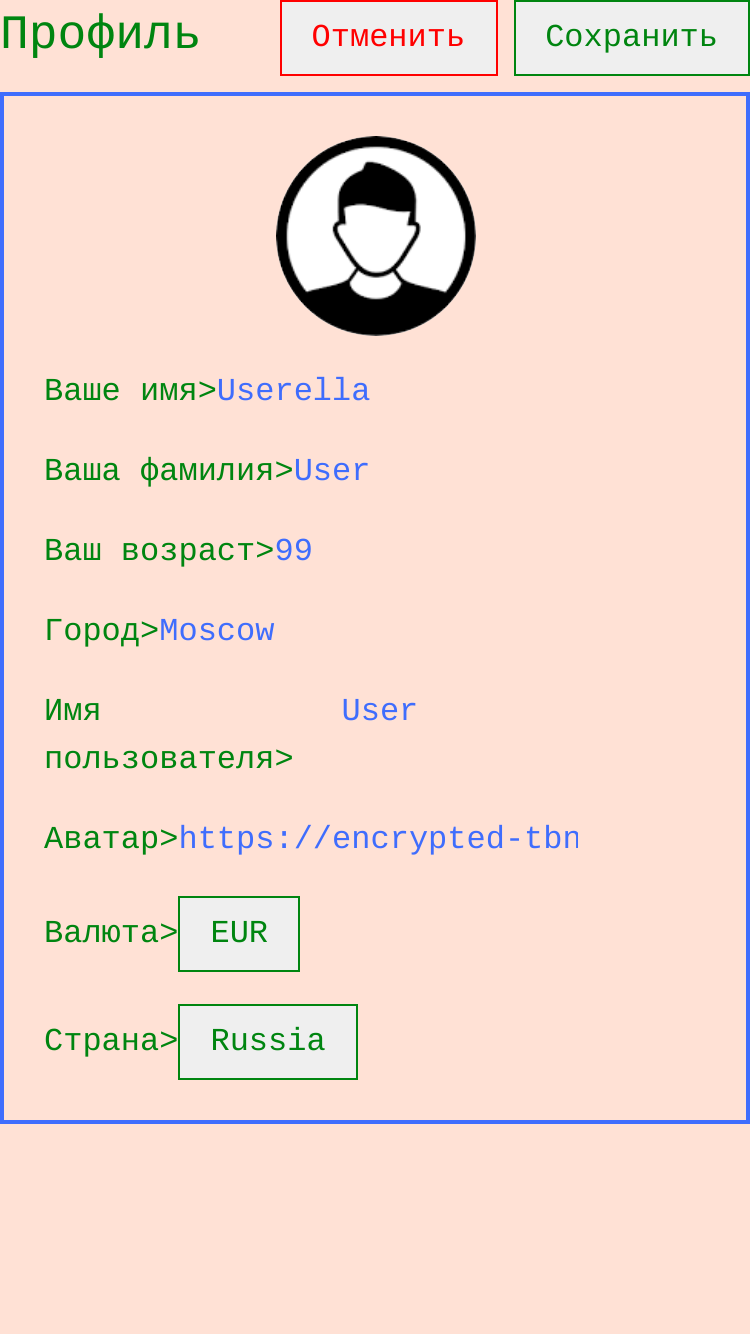 Профиль
Отменить
Сохранить
Ваше имя>Userella
Ваша фамилия>User
Ваш возраст>99
Город>Moscow
Имя User
пользователя>
Аватар>https://encrypted-tbn
Валюта>EUR
Страна>Russia